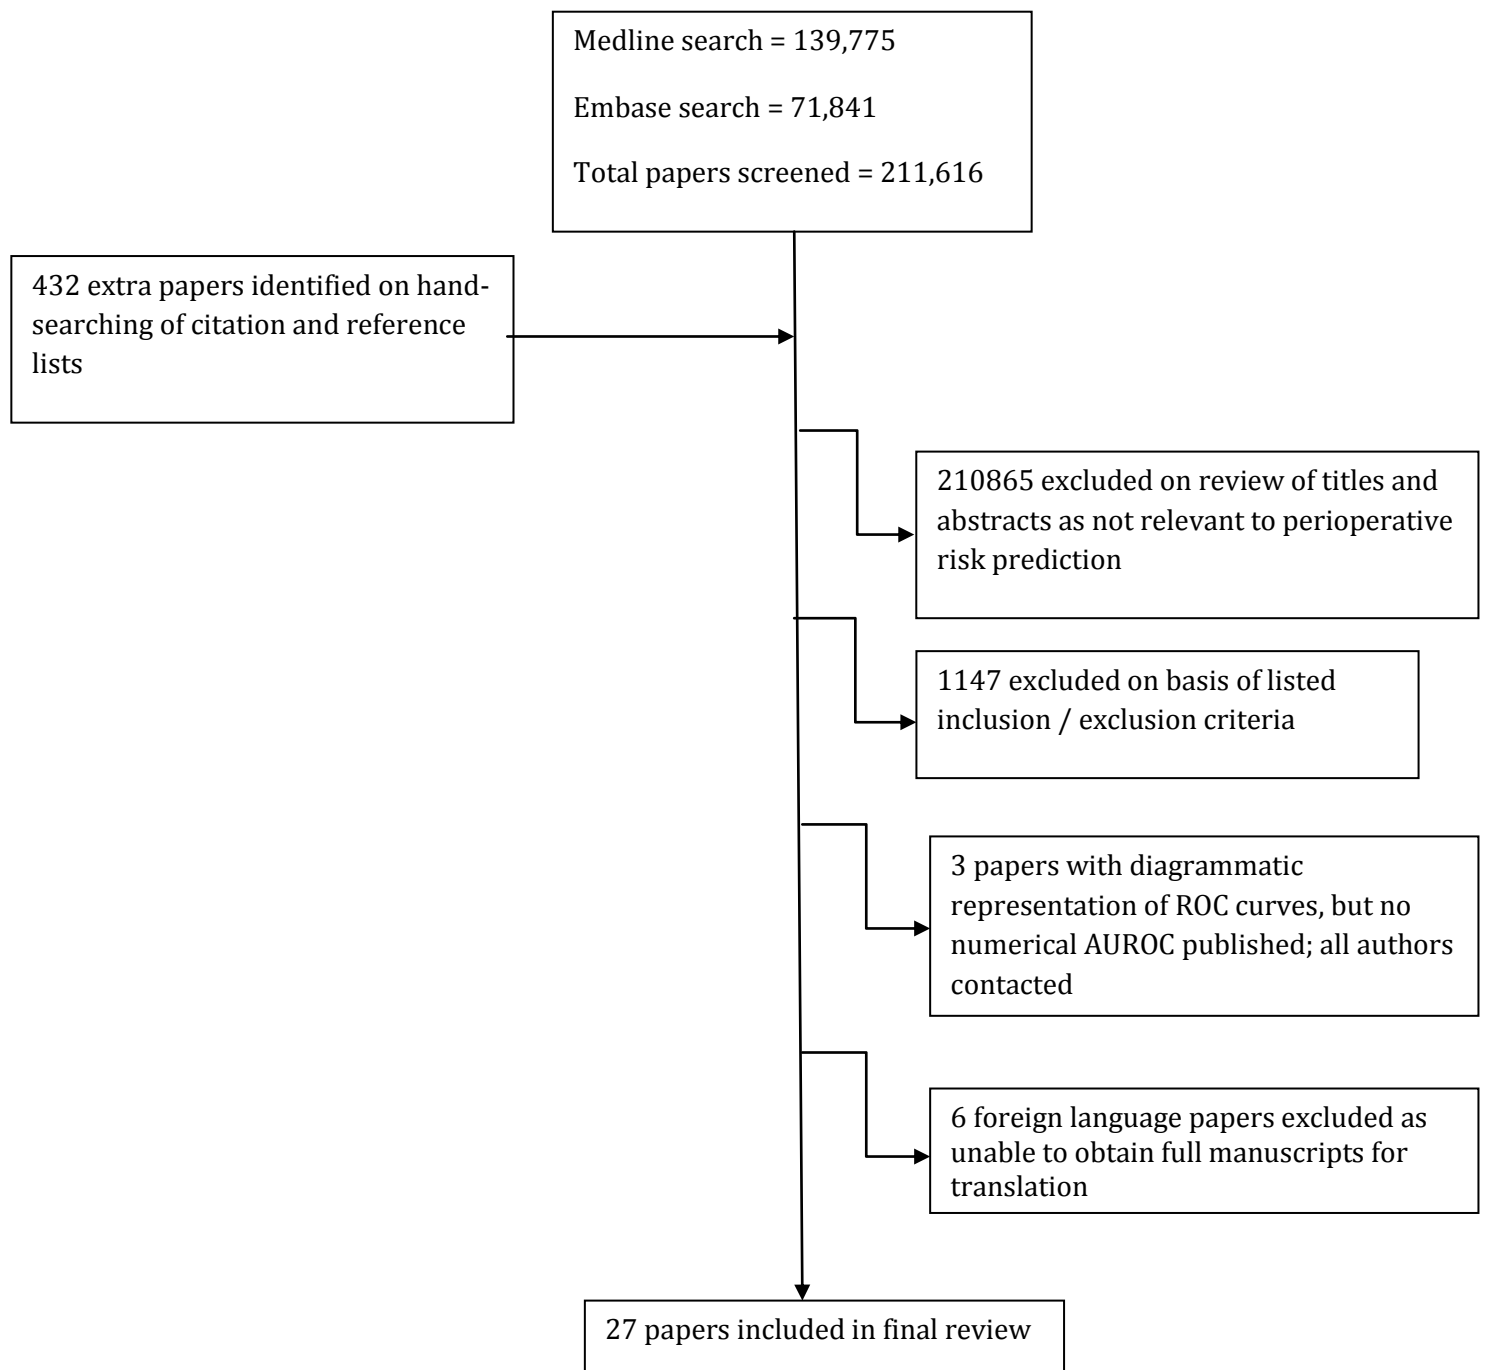 Medline search = 139,775
Embase search = 71,841
Total papers screened = 211,616
432 extra papers identified on hand-
searching of citation and reference
lists
210865 excluded on review of titles and
abstracts as not relevant to perioperative
risk prediction
1147 excluded on basis of listed
inclusion / exclusion criteria
3 papers with diagrammatic
representation of ROC curves, but no
numerical AUROC published; all authors
contacted
6 foreign language papers excluded as
unable to obtain full manuscripts for
translation
27 papers included in final review